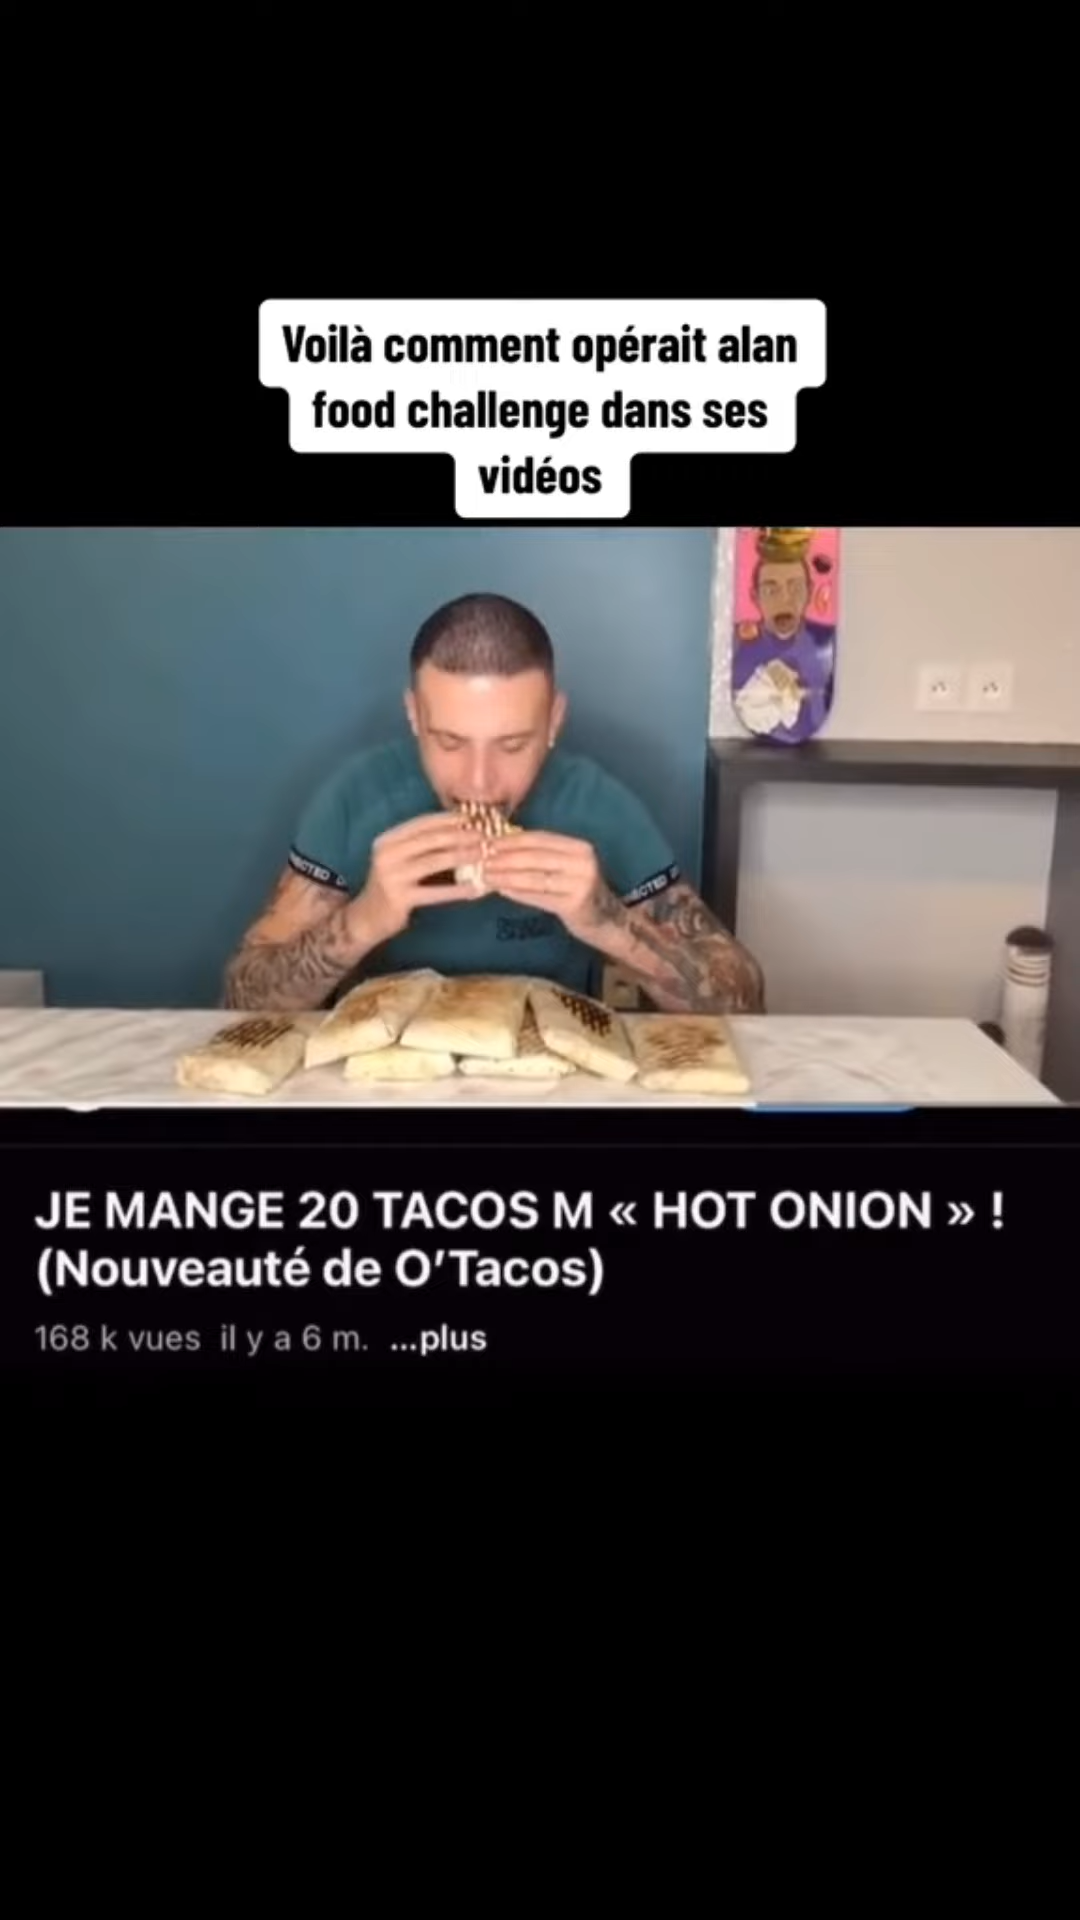 Voilà comment opérait alan
food challenge dans ses
vidéos
JE MANGE 20 TACOS M « HOT ONION » !
(Nouveauté de O’Tacos)
168 k vues il y a 6 m. ...plus